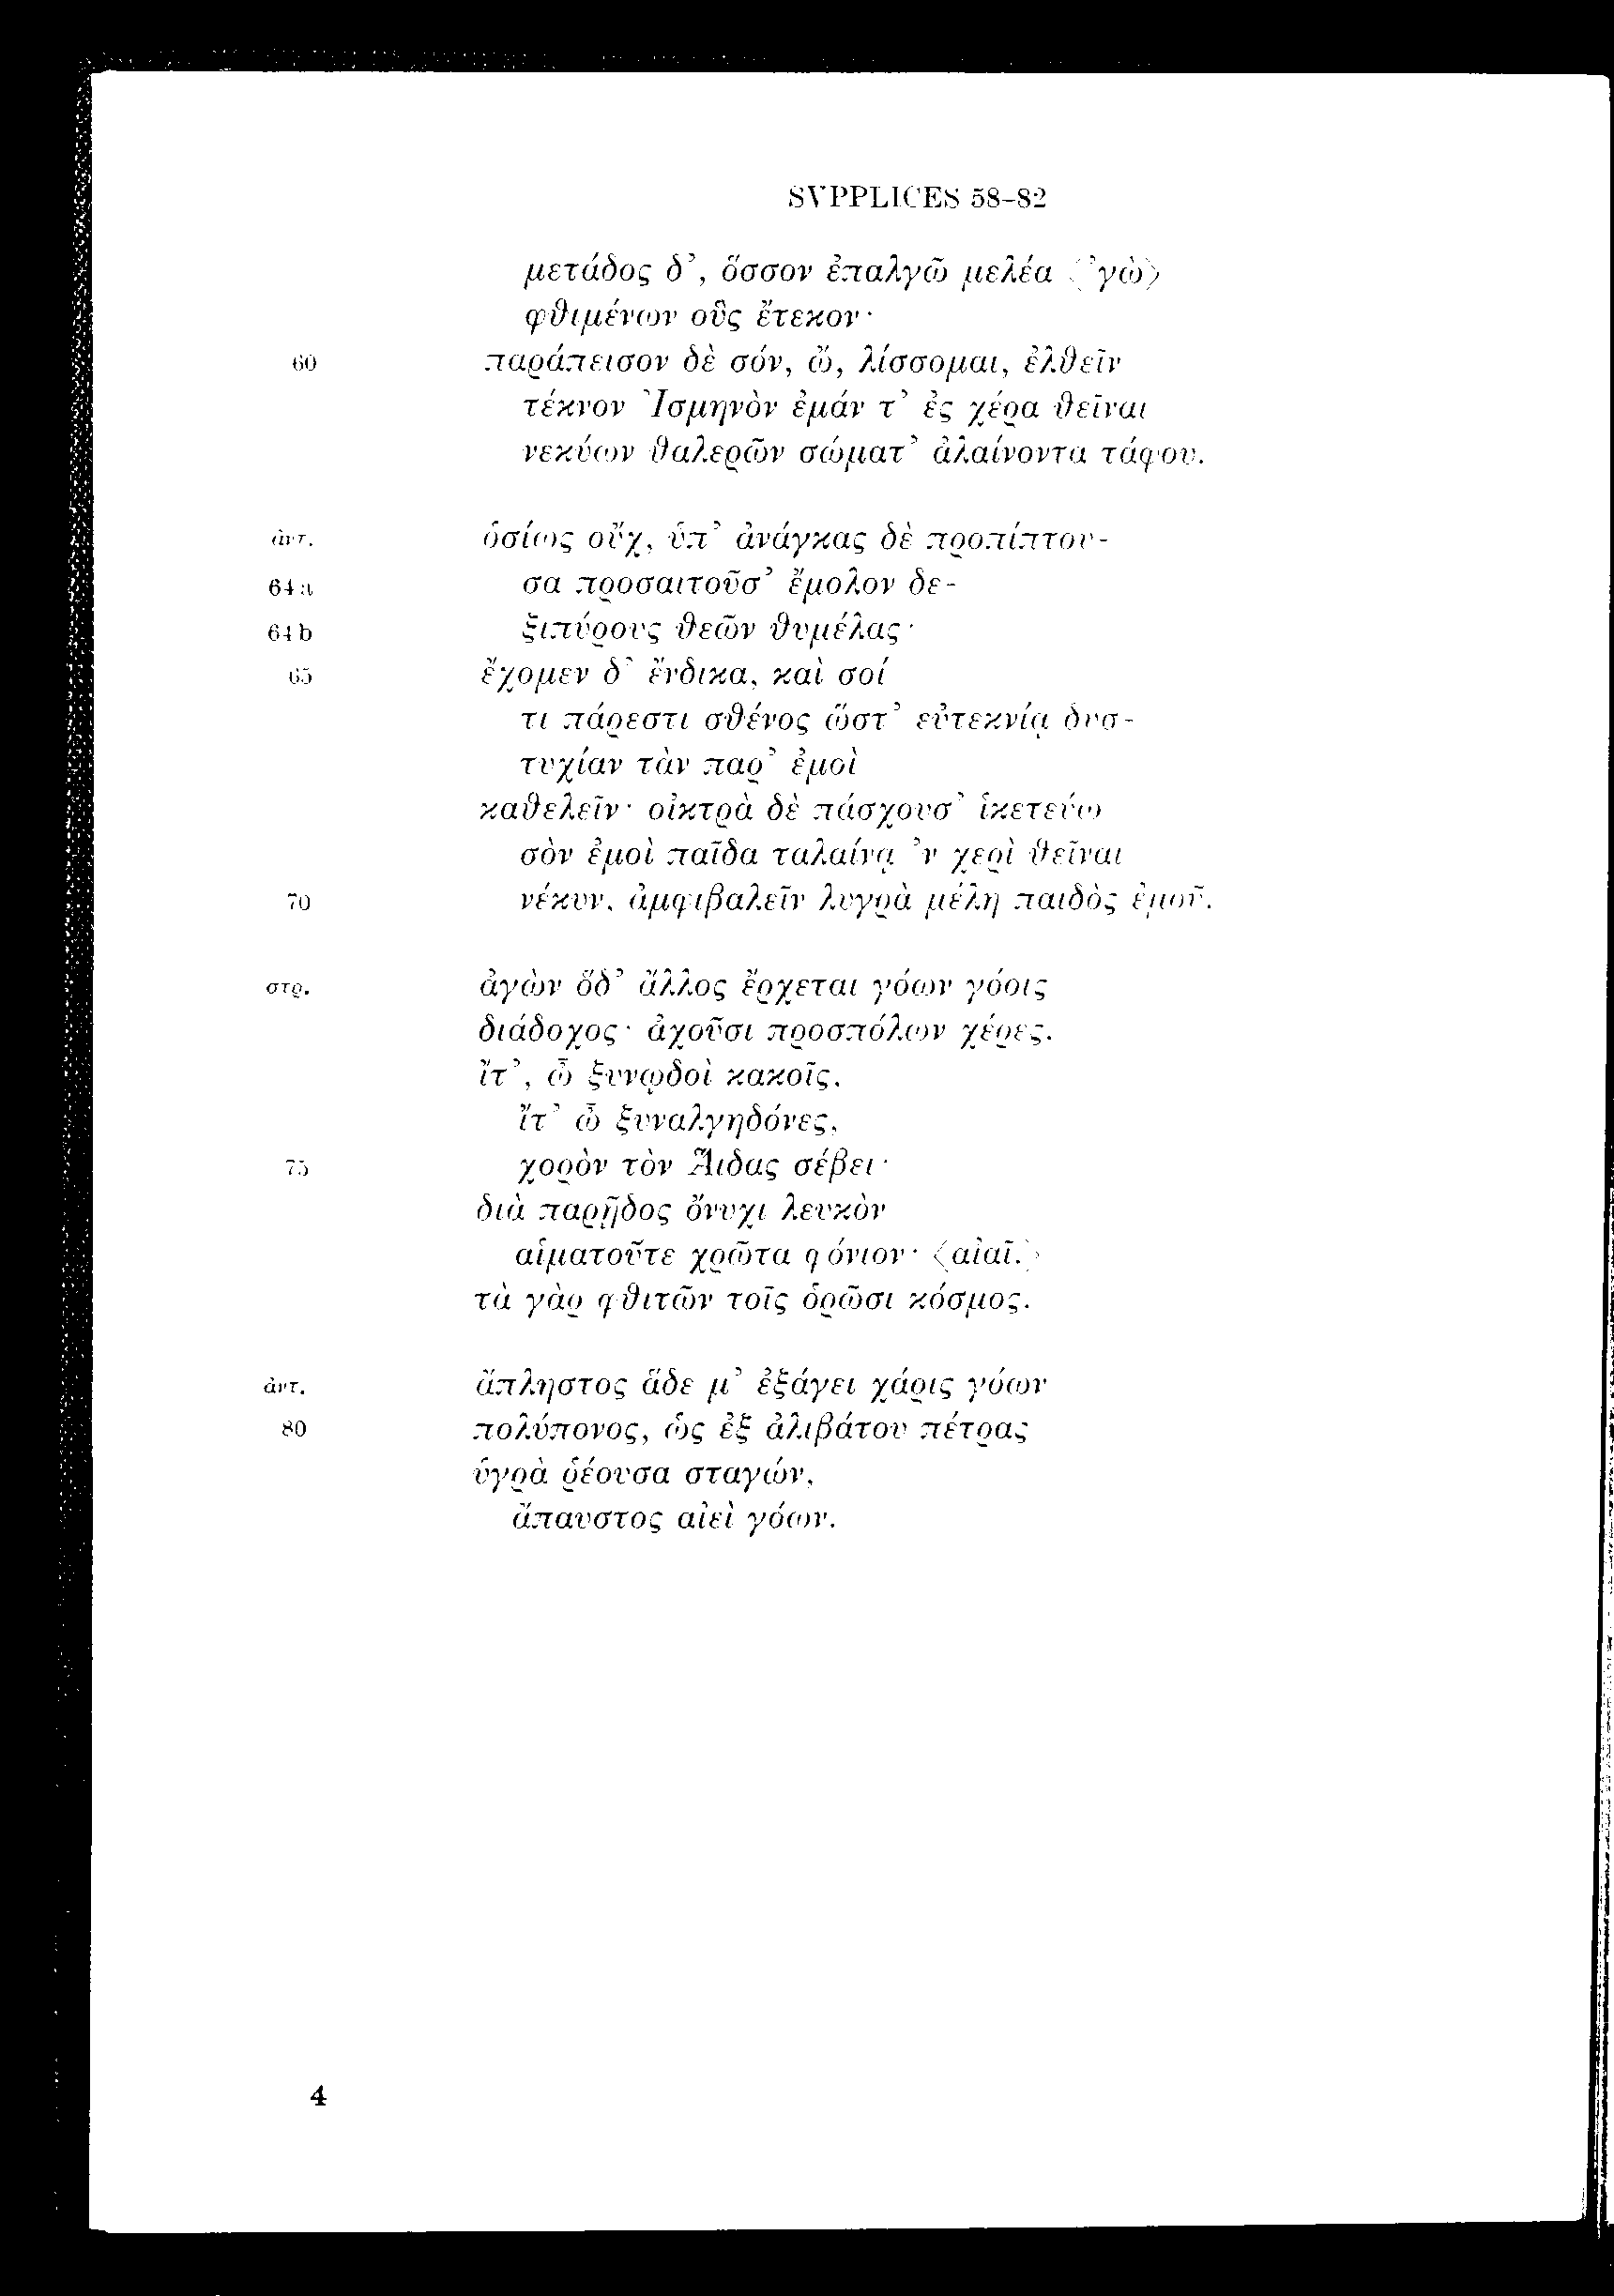 SVPPLICES 58-82
μετάδος δ’, ὅσσον ἐπαλγῶ μελέα ⟨’γὼ⟩
φθιμένων οὓς ἔτεκον·
60 παράπεισον δὲ σόν, ὤ, λίσσομαι, ἐλθεῖν
τέκνον Ἰσμηνὸν ἐμάν τ’ ἐς χέρα θεῖναι
νεκύων θαλερῶν σώματ’ ἀλαίνοντα τάφου.
ἀντ. ὁσίως οὔχ, ὑπ’ ἀνάγκας δὲ προπίπτου-
64a σα προσαιτοῦσ’ ἔμολον δε-
64b ξιπύρους θεῶν θυμέλας·
65 ἔχομεν δ’ ἔνδικα, καὶ σοί
τι πάρεστι σθένος ὥστ’ εὐτεκνίᾳ δυσ-
τυχίαν τὰν παρ’ ἐμοὶ
καθελεῖν· οἰκτρὰ δὲ πάσχουσ’ ἱκετεύω
σὸν ἐμοὶ παῖδα ταλαίνᾳ ’ν χερὶ θεῖναι
70 νέκυν, ἀμφιβαλεῖν λυγρὰ μέλη παιδὸς ἐμοῦ.
στρ. ἀγὼν ὅδ’ ἄλλος ἔρχεται γόων γόοις
διάδοχος· ἀχοῦσι προσπόλων χέρες.
ἴτ’, ὦ ξυνῳδοὶ κακοῖς,
ἴτ’ ὦ ξυναλγηδόνες,
75 χορὸν τὸν Ἅιδας σέβει·
διὰ παρῇδος ὄνυχι λευκὸν
αἱματοῦτε χρῶτα φόνιον· ⟨αἰαῖ.⟩
τὰ γὰρ φθιτῶν τοῖς ὁρῶσι κόσμος.
ἀντ. ἄπληστος ἅδε μ’ ἐξάγει χάρις γόων
80 πολύπονος, ὡς ἐξ ἀλιβάτου πέτρας
ὑγρὰ ῥέουσα σταγών,
ἄπαυστος αἰεὶ γόων.
4